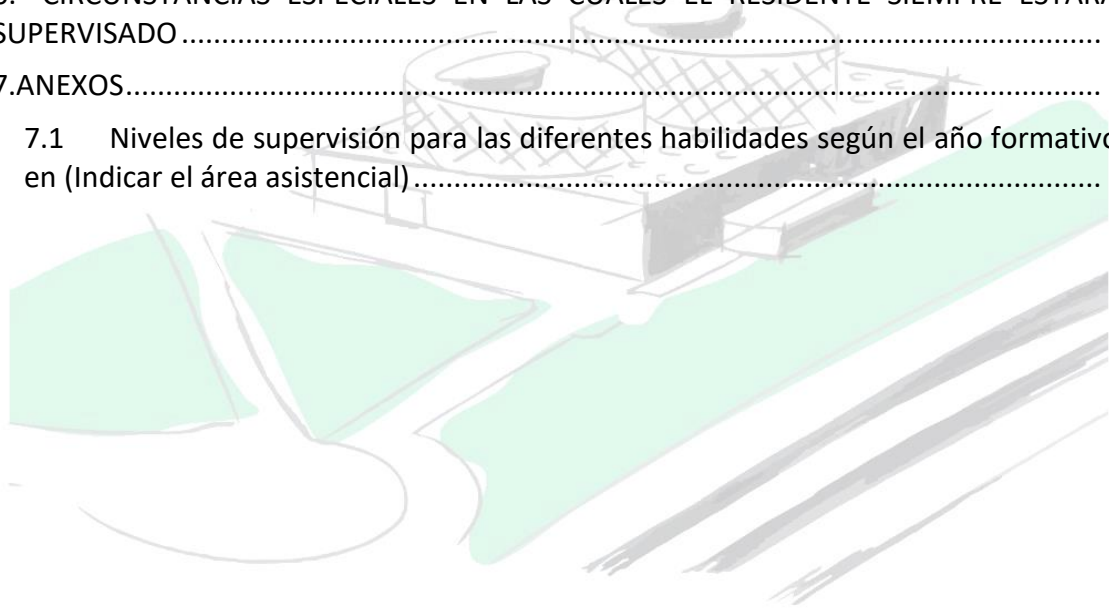 CIRCUNSTANCIAS ESPECIALES EN LAS CUALES EL RESIDENTE SIEMPRE ESTARÁ
SUPERVISADO........................................................................................................................
7.ANEXOS................................................................................................................................
7.1 Niveles de supervisión para las diferentes habilidades según el año formativo
en (Indicar el área asistencial)..........................................................................................